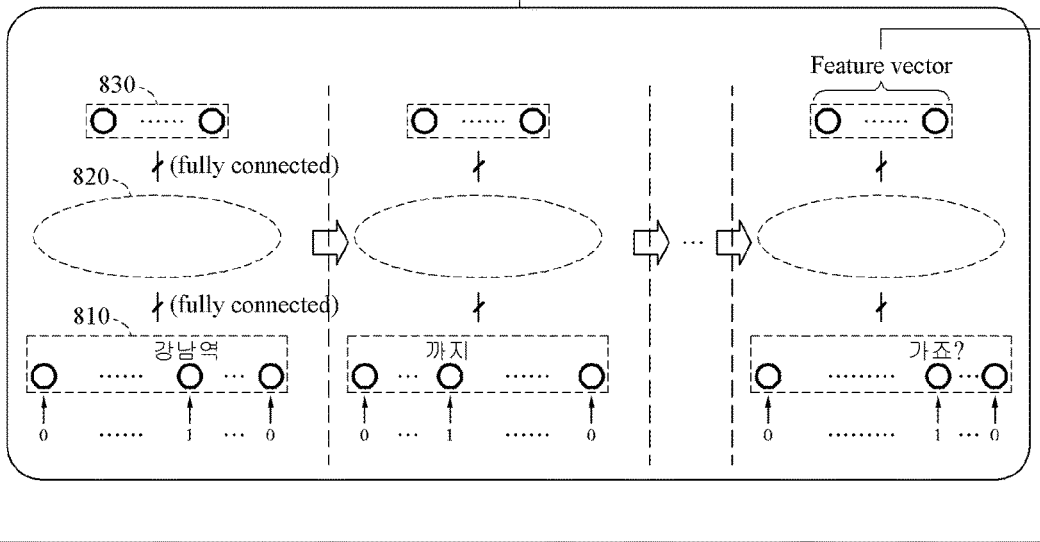 Feature vector
830
...... ...... ......
(fully connected)
820
...
(fully connected)
810
강남역 까지 가죠?
...... ... ... ...... ......... ...
0 ...... 1 ... 0 0 ... 1 ...... 0 0 ......... 1 ... 0